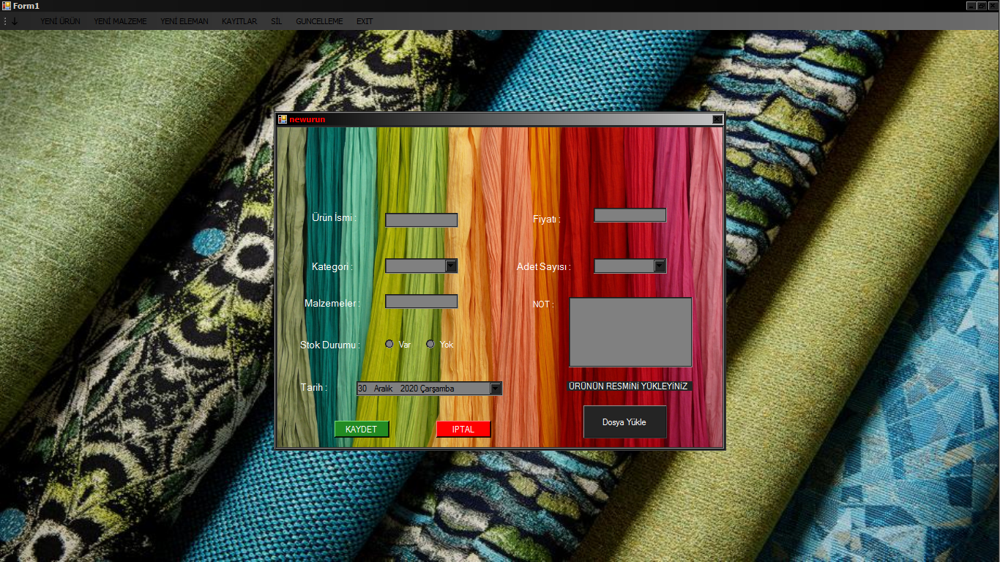 Form1
YENİ ÜRÜN YENİ MALZEME YENİ ELEMAN KAYITLAR SİL GUNCELLEME EXIT
newurun
Ürün İsmi :
Fiyatı :
Kategori :
Adet Sayısı :
Malzemeler :
NOT :
Stok Durumu : Var Yok
Tarih : 30 Aralık 2020 Çarşamba
ÜRÜNÜN RESMİNİ YÜKLEYİNİZ
KAYDET IPTAL Dosya Yükle